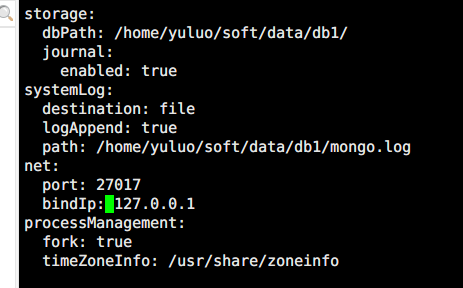 storage:
  dbPath: /home/yuluo/soft/data/db1/
  journal:
    enabled: true
systemLog:
  destination: file
  logAppend: true
  path: /home/yuluo/soft/data/db1/mongo.log
net:
  port: 27017
  bindIp: 127.0.0.1
processManagement:
  fork: true
  timeZoneInfo: /usr/share/zoneinfo